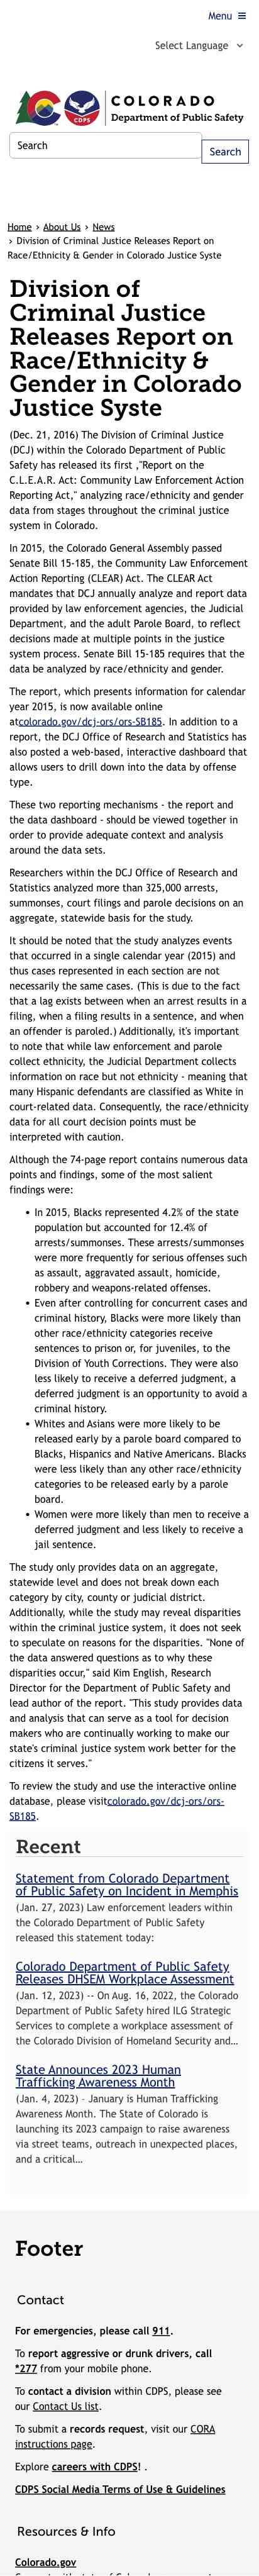 Menu ≡
Select Language
COLORADO
CDPS
Department of Public Safety
Search
Search
Home › About Us › News
› Division of Criminal Justice Releases Report on
Race/Ethnicity & Gender in Colorado Justice Syste
Division of
Criminal Justice
Releases Report on
Race/Ethnicity &
Gender in Colorado
Justice Syste
(Dec. 21, 2016) The Division of Criminal Justice
(DCJ) within the Colorado Department of Public
Safety has released its first ,"Report on the
C.L.E.A.R. Act: Community Law Enforcement Action
Reporting Act," analyzing race/ethnicity and gender
data from stages throughout the criminal justice
system in Colorado.
In 2015, the Colorado General Assembly passed
Senate Bill 15-185, the Community Law Enforcement
Action Reporting (CLEAR) Act. The CLEAR Act
mandates that DCJ annually analyze and report data
provided by law enforcement agencies, the Judicial
Department, and the adult Parole Board, to reflect
decisions made at multiple points in the justice
system process. Senate Bill 15-185 requires that the
data be analyzed by race/ethnicity and gender.
The report, which presents information for calendar
year 2015, is now available online
atcolorado.gov/dcj-ors/ors-SB185. In addition to a
report, the DCJ Office of Research and Statistics has
also posted a web-based, interactive dashboard that
allows users to drill down into the data by offense
type.
These two reporting mechanisms - the report and
the data dashboard - should be viewed together in
order to provide adequate context and analysis
around the data sets.
Researchers within the DCJ Office of Research and
Statistics analyzed more than 325,000 arrests,
summonses, court filings and parole decisions on an
aggregate, statewide basis for the study.
It should be noted that the study analyzes events
that occurred in a single calendar year (2015) and
thus cases represented in each section are not
necessarily the same cases. (This is due to the fact
that a lag exists between when an arrest results in a
filing, when a filing results in a sentence, and when
an offender is paroled.) Additionally, it's important
to note that while law enforcement and parole
collect ethnicity, the Judicial Department collects
information on race but not ethnicity - meaning that
many Hispanic defendants are classified as White in
court-related data. Consequently, the race/ethnicity
data for all court decision points must be
interpreted with caution.
Although the 74-page report contains numerous data
points and findings, some of the most salient
findings were:
• In 2015, Blacks represented 4.2% of the state
population but accounted for 12.4% of
arrests/summonses. These arrests/summonses
were more frequently for serious offenses such
as assault, aggravated assault, homicide,
robbery and weapons-related offenses.
• Even after controlling for concurrent cases and
criminal history, Blacks were more likely than
other race/ethnicity categories receive
sentences to prison or, for juveniles, to the
Division of Youth Corrections. They were also
less likely to receive a deferred judgment, a
deferred judgment is an opportunity to avoid a
criminal history.
• Whites and Asians were more likely to be
released early by a parole board compared to
Blacks, Hispanics and Native Americans. Blacks
were less likely than any other race/ethnicity
categories to be released early by a parole
board.
• Women were more likely than men to receive a
deferred judgment and less likely to receive a
jail sentence.
The study only provides data on an aggregate,
statewide level and does not break down each
category by city, county or judicial district.
Additionally, while the study may reveal disparities
within the criminal justice system, it does not seek
to speculate on reasons for the disparities. "None of
the data answered questions as to why these
disparities occur," said Kim English, Research
Director for the Department of Public Safety and
lead author of the report. "This study provides data
and analysis that can serve as a tool for decision
makers who are continually working to make our
state's criminal justice system work better for the
citizens it serves."
To review the study and use the interactive online
database, please visitcolorado.gov/dcj-ors/ors-
SB185.
Recent
Statement from Colorado Department
of Public Safety on Incident in Memphis
(Jan. 27, 2023) Law enforcement leaders within
the Colorado Department of Public Safety
released this statement today:
Colorado Department of Public Safety
Releases DHSEM Workplace Assessment
(Jan. 12, 2023) -- On Aug. 16, 2022, the Colorado
Department of Public Safety hired ILG Strategic
Services to complete a workplace assessment of
the Colorado Division of Homeland Security and…
State Announces 2023 Human
Trafficking Awareness Month
(Jan. 4, 2023) - January is Human Trafficking
Awareness Month. The State of Colorado is
launching its 2023 campaign to raise awareness
via street teams, outreach in unexpected places,
and a critical…
Footer
Contact
For emergencies, please call 911.
To report aggressive or drunk drivers, call
*277 from your mobile phone.
To contact a division within CDPS, please see
our Contact Us list.
To submit a records request, visit our CORA
instructions page.
Explore careers with CDPS! .
CDPS Social Media Terms of Use & Guidelines
Resources & Info
Colorado.gov